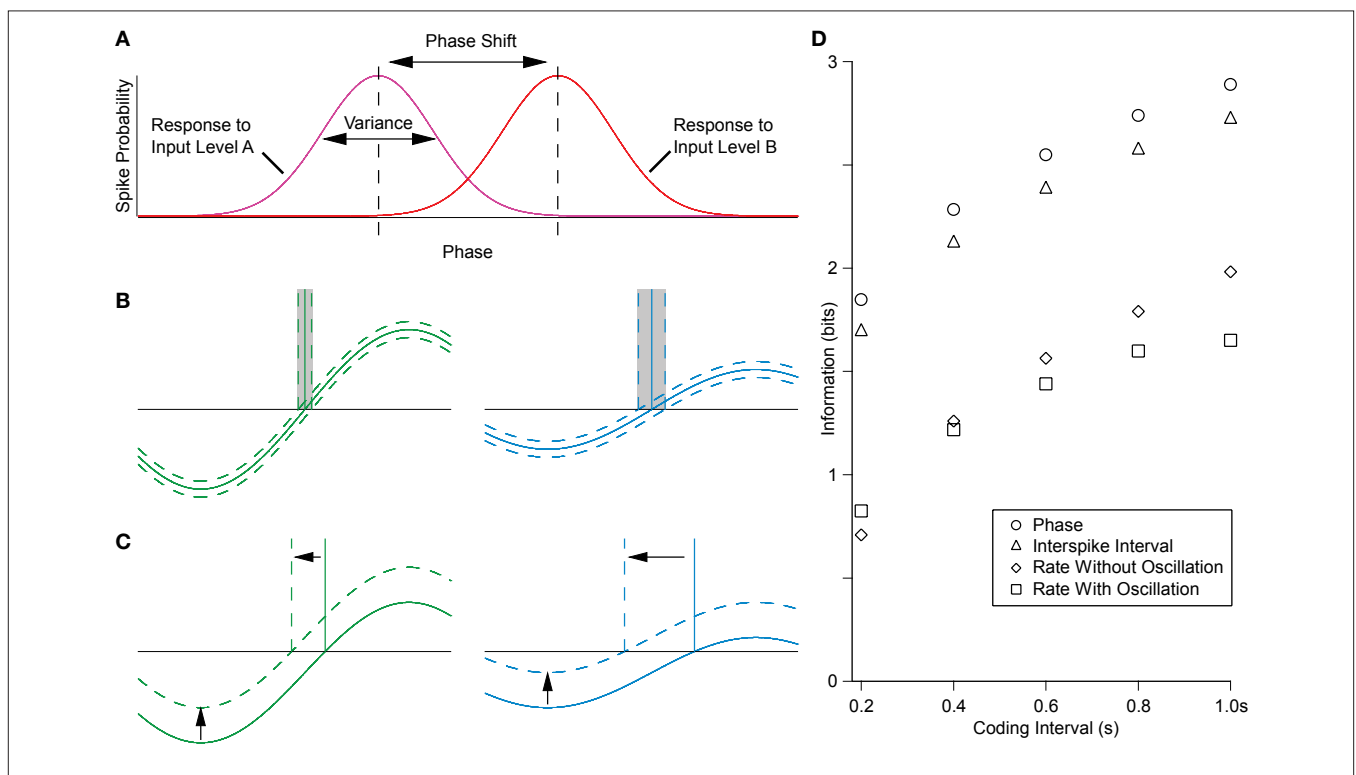 A
Phase Shift
Variance
Response to
Input Level A
Response to
Input Level B
Spike Probability
Phase
B
C
D
3
2
1
0
Information (bits)
Phase
Interspike Interval
Rate Without Oscillation
Rate With Oscillation
0.2
0.4
0.6
0.8
1.0s
Coding Interval (s)